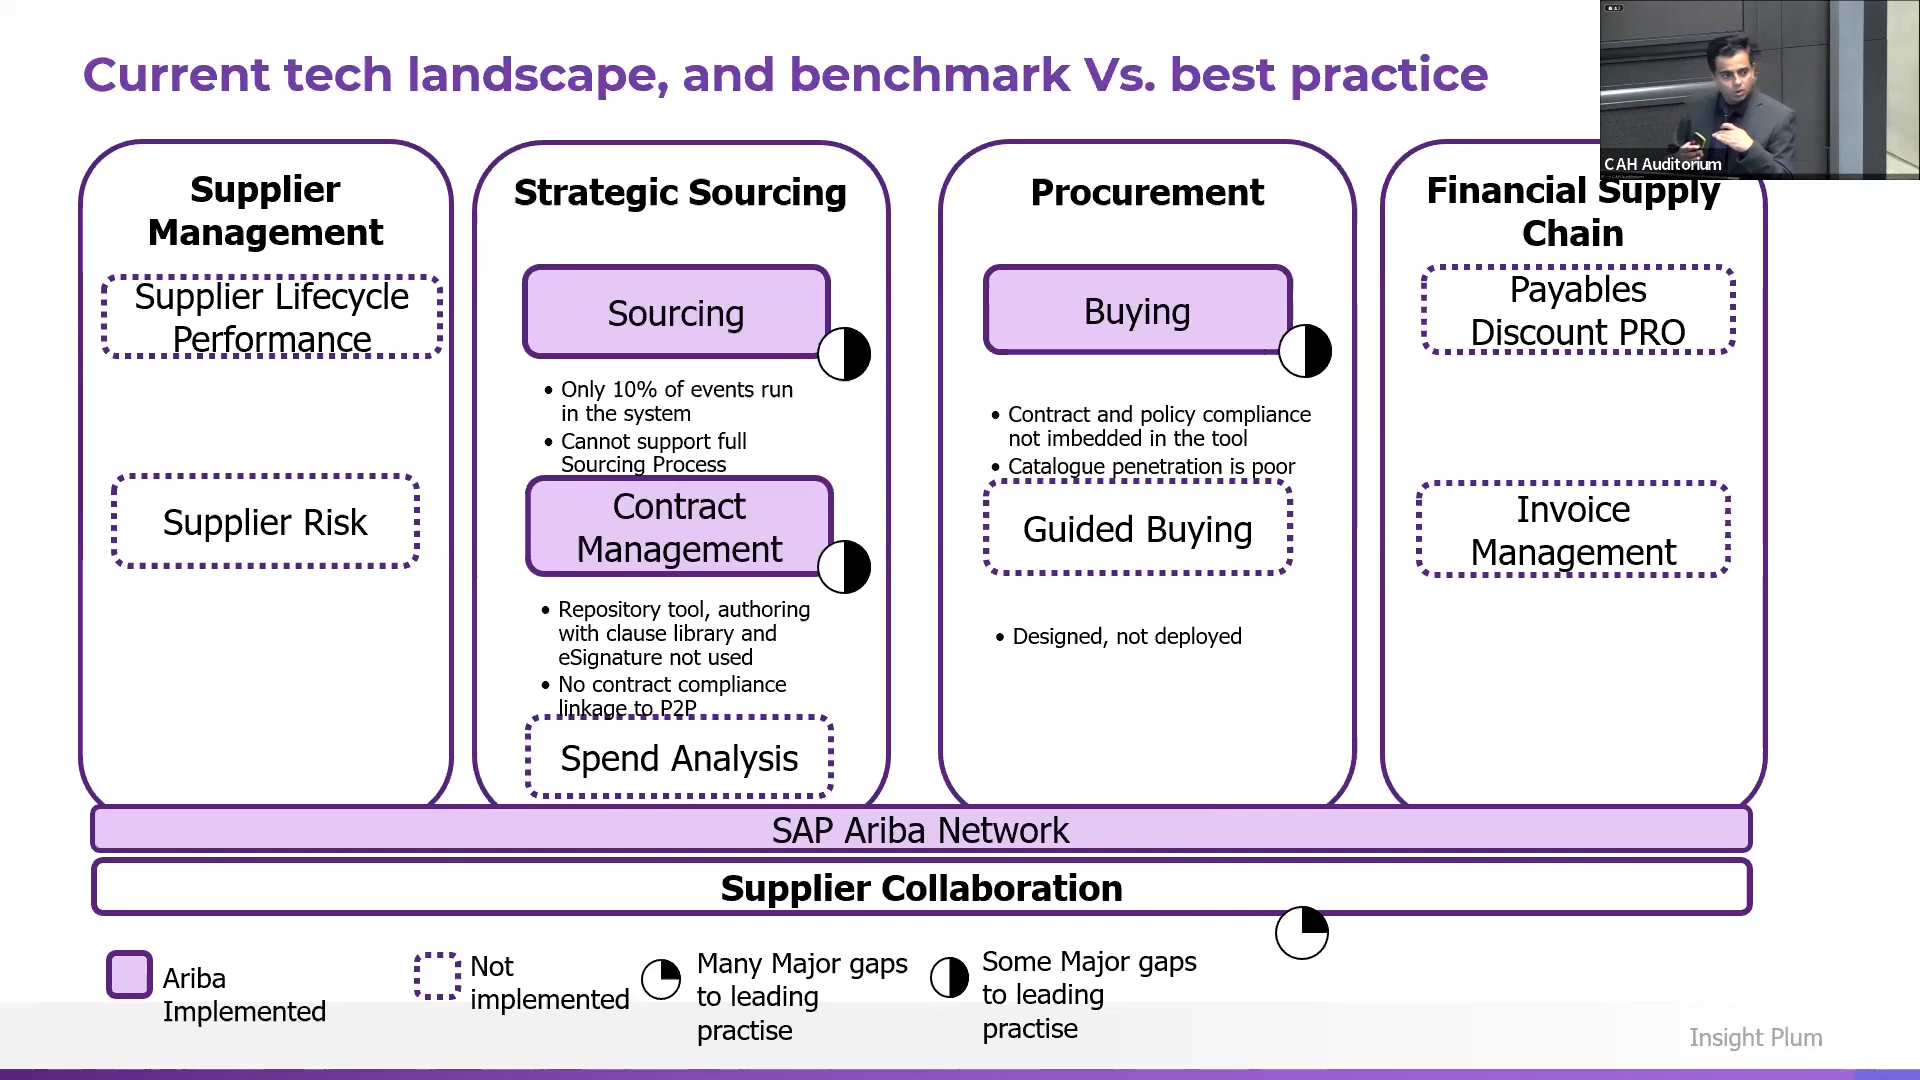 Current tech landscape, and benchmark Vs. best practice
CAH Auditorium
Supplier
Management
Supplier Lifecycle
Performance
Supplier Risk
Strategic Sourcing
Sourcing
• Only 10% of events run
in the system
• Cannot support full
Sourcing Process
Contract
Management
• Repository tool, authoring
with clause library and
eSignature not used
• No contract compliance
linkage to P2P
Spend Analysis
Procurement
Buying
• Contract and policy compliance
not imbedded in the tool
• Catalogue penetration is poor
Guided Buying
• Designed, not deployed
Financial Supply
Chain
Payables
Discount PRO
Invoice
Management
SAP Ariba Network
Supplier Collaboration
Ariba
Implemented
Not
implemented
Many Major gaps
to leading
practise
Some Major gaps
to leading
practise
Insight Plum